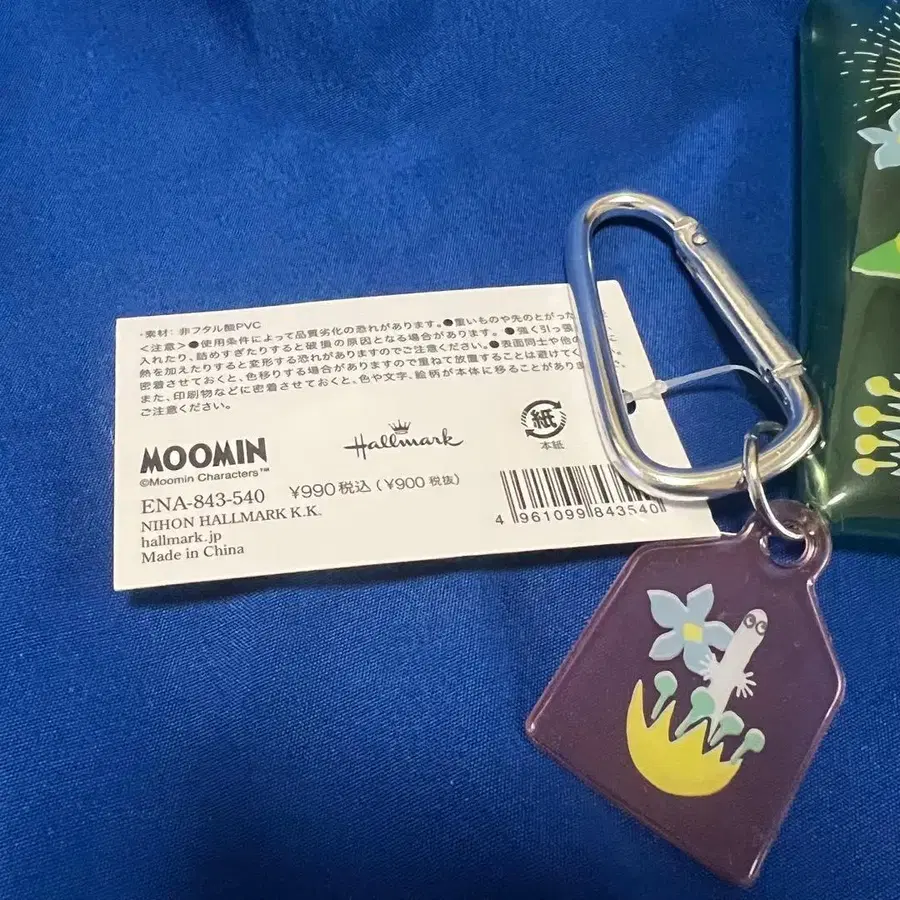 ・素材：非フタル酸PVC
＜注意＞●使用条件によって品質劣化の恐れがあります。●重いものや先のとがった
入れたり、詰めすぎたりすると破損の原因となる場合があります。●強く引っ張
熱を加えたりすると変形する恐れがありますのでご注意ください。●表面同士や他の
密着させておくと、色移りする場合がありますので重ねて放置することは避けてく
また、印刷物などに密着させておくと、色や文字、絵柄が本体に移ることがありま
ご注意ください。
MOOMIN
©Moomin Characters™
Hallmark
紙
本紙
ENA-843-540 ¥990税込（¥900税抜）
NIHON HALLMARK K.K.
hallmark.jp
Made in China
4 961099 843540